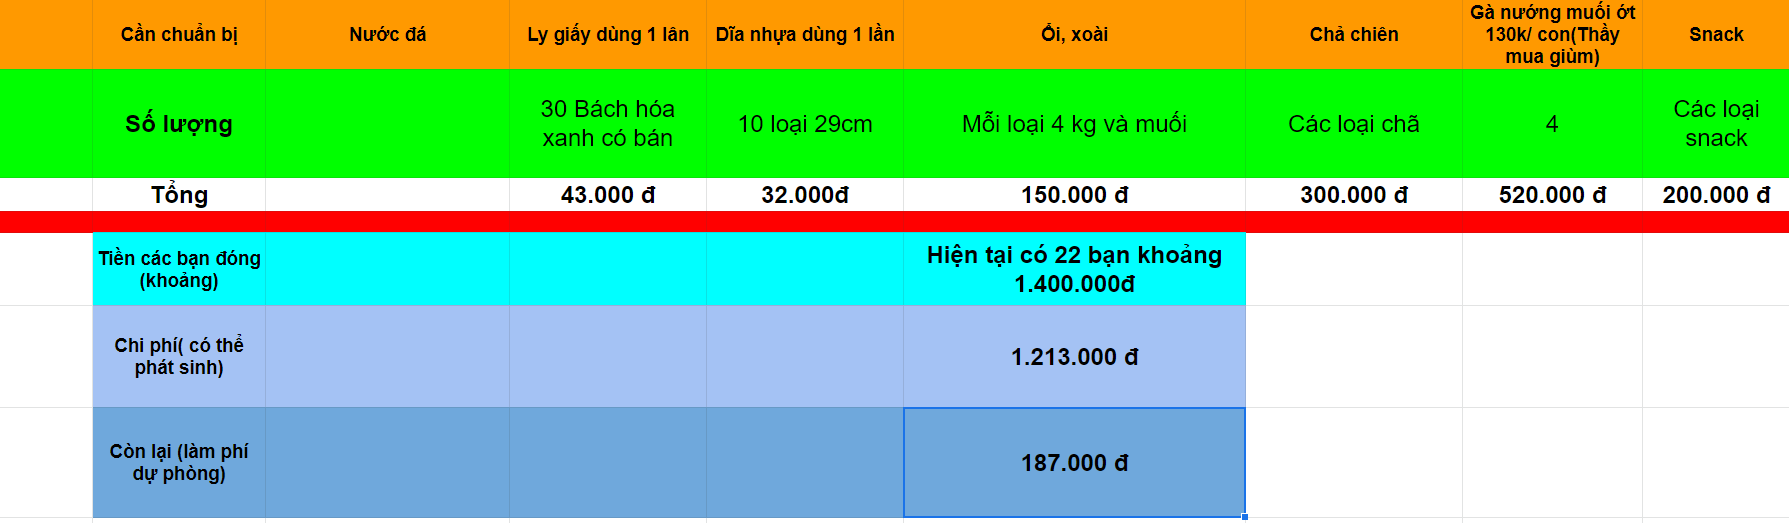 Cần chuẩn bị
Nước đá
Ly giấy dùng 1 lân
Dĩa nhựa dùng 1 lần
Ổi, xoài
Chả chiên
Gà nướng muối ớt
130k/ con(Thầy
mua giùm)
Snack
Số lượng
30 Bách hóa
xanh có bán
10 loại 29cm
Mỗi loại 4 kg và muối
Các loại chã
4
Các loại
snack
Tổng
43.000 đ
32.000đ
150.000 đ
300.000 đ
520.000 đ
200.000 đ
Tiền các bạn đóng
(khoảng)
Hiện tại có 22 bạn khoảng
1.400.000đ
Chi phí( có thể
phát sinh)
1.213.000 đ
Còn lại (làm phí
dự phòng)
187.000 đ